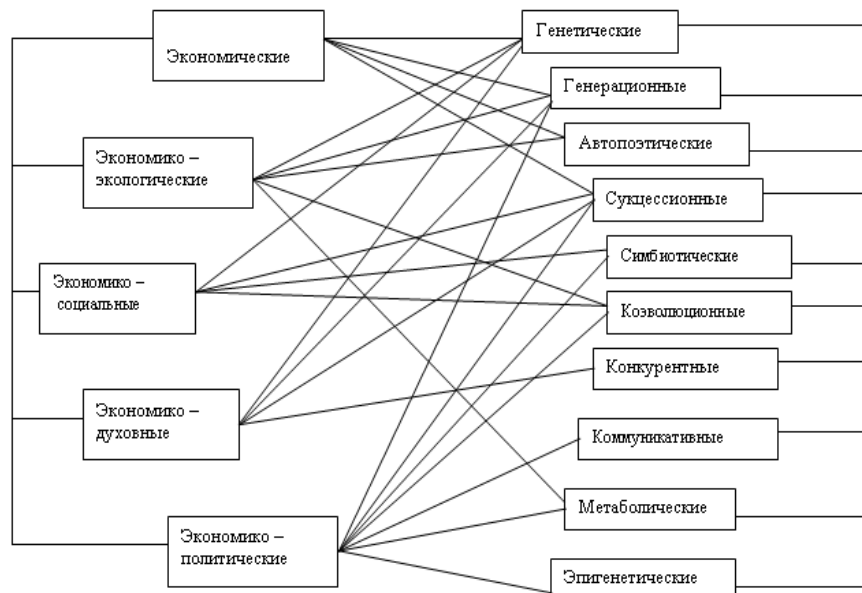 Экономические
Экономико –
экологические
Экономико –
социальные
Экономико –
духовные
Экономико –
политические
Генетические
Генерационные
Автопоэтические
Сукцессионные
Симбиотические
Коэволюционные
Конкурентные
Коммуникативные
Метаболические
Эпигенетические